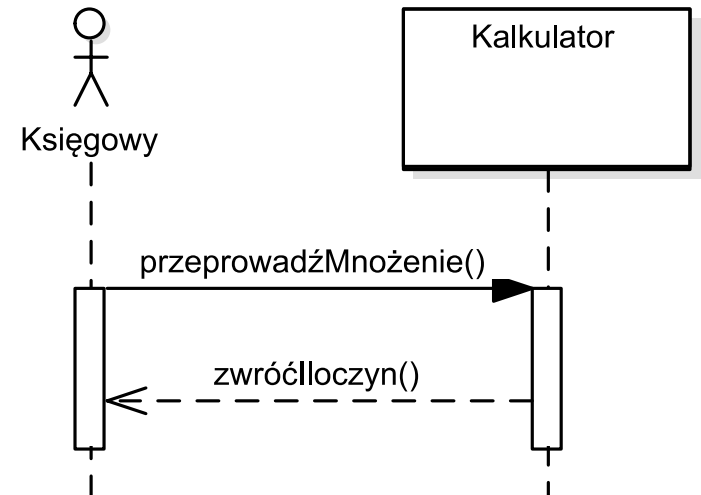 Kalkulator
Księgowy
przeprowadźMnożenie()
zwróćIloczyn()